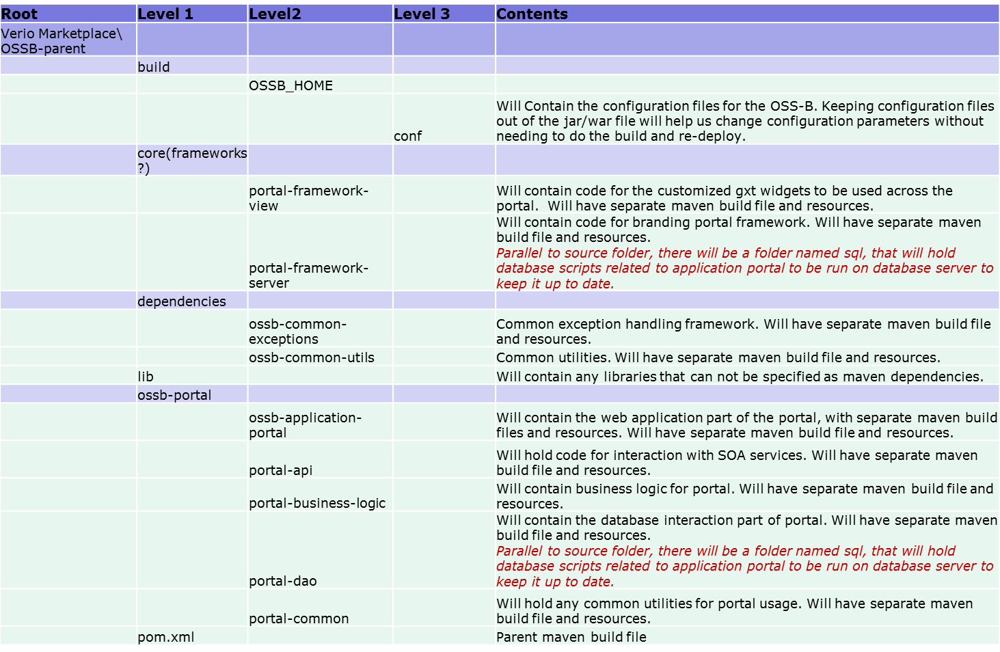 Root Level 1 Level2 Level 3 Contents
Verio Marketplace\
OSSB-parent
build
OSSB_HOME
Will Contain the configuration files for the OSS-B. Keeping configuration files
out of the jar/war file will help us change configuration parameters without
conf needing to do the build and re-deploy.
core(frameworks
?)
portal-framework- Will contain code for the customized gxt widgets to be used across the
view portal.  Will have separate maven build file and resources.
Will contain code for branding portal framework. Will have separate maven
build file and resources.
Parallel to source folder, there will be a folder named sql, that will hold
portal-framework- database scripts related to application portal to be run on database server to
server keep it up to date.
dependencies
ossb-common- Common exception handling framework. Will have separate maven build file
exceptions and resources.
ossb-common-utils Common utilities. Will have separate maven build file and resources.
lib Will contain any libraries that can not be specified as maven dependencies.
ossb-portal
ossb-application- Will contain the web application part of the portal, with separate maven build
portal files and resources. Will have separate maven build file and resources.
Will hold code for interaction with SOA services. Will have separate maven
portal-api build file and resources.
Will contain business logic for portal. Will have separate maven build file and
portal-business-logic resources.
Will contain the database interaction part of portal. Will have separate maven
build file and resources.
Parallel to source folder, there will be a folder named sql, that will hold
database scripts related to application portal to be run on database server to
portal-dao keep it up to date.
Will hold any common utilities for portal usage. Will have separate maven
portal-common build file and resources.
pom.xml Parent maven build file